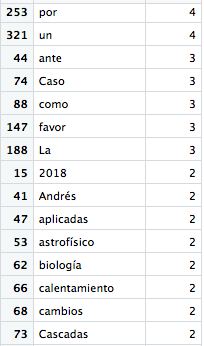 253 por 4
321 un 4
44 ante 3
74 Caso 3
88 como 3
147 favor 3
188 La 3
15 2018 2
41 Andrés 2
47 aplicadas 2
53 astrofísico 2
62 biología 2
66 calentamiento 2
68 cambios 2
73 Cascadas 2